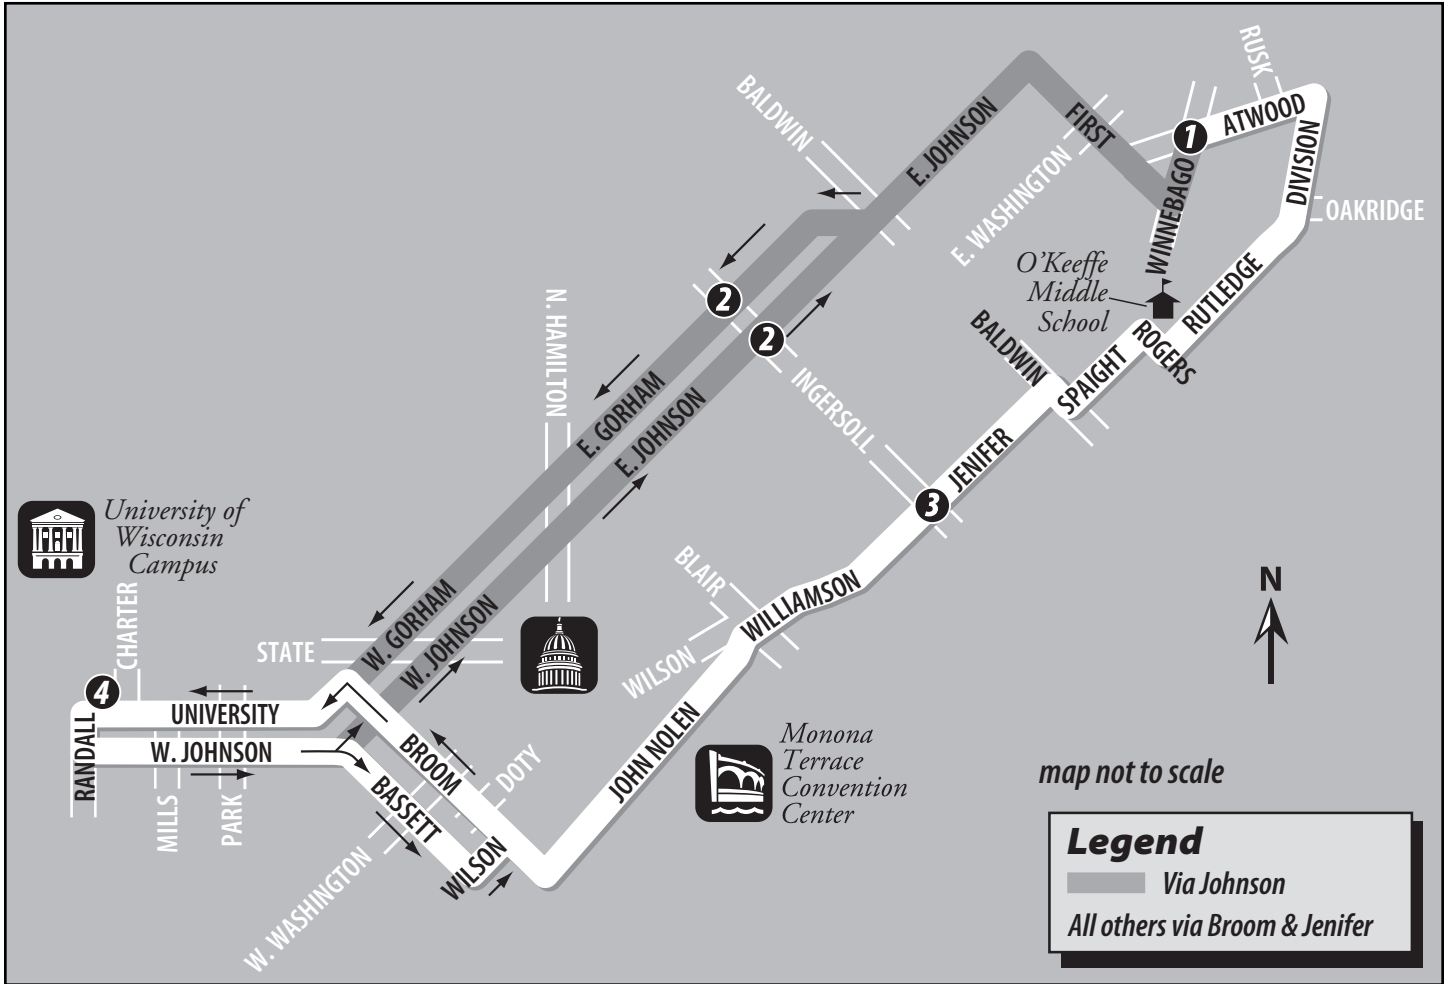 RUSK
ATWOOD
BALDWIN
E. JOHNSON
FIRST
1
DIVISION
E. WASHINGTON
WINNEBAGO
OAKRIDGE
O'Keeffe
Middle
School
RUTLEDGE
ROGERS
BALDWIN
SPAIGHT
2
2
N. HAMILTON
INGERSOLL
E. GORHAM
E. JOHNSON
JENIFER
3
University of
Wisconsin
Campus
CHARTER
BLAIR
WILLIAMSON
N
W. GORHAM
W. JOHNSON
STATE
WILSON
4
UNIVERSITY
RANDALL
W. JOHNSON
BROOM
DOTY
JOHN NOLEN
Monona
Terrace
Convention
Center
MILLS
PARK
BASSETT
WILSON
W. WASHINGTON
map not to scale
Legend
Via Johnson
All others via Broom & Jenifer